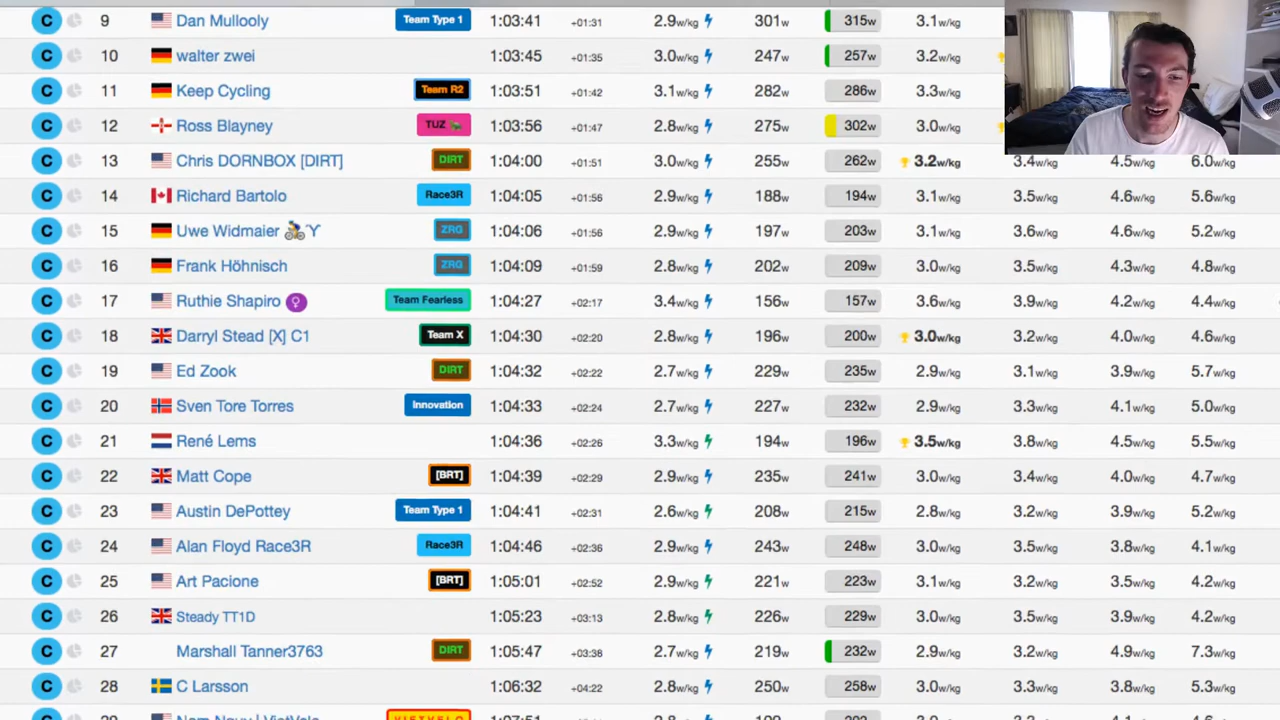 C 9 Dan Mullooly Team Type 1 1:03:41 +01:31 2.9w/kg 301w 315w 3.1w/kg
C 10 walter zwei 1:03:45 +01:35 3.0w/kg 247w 257w 3.2w/kg
C 11 Keep Cycling Team R2 1:03:51 +01:42 3.1w/kg 282w 286w 3.3w/kg
C 12 Ross Blayney TUZ 1:03:56 +01:47 2.8w/kg 275w 302w 3.0w/kg
C 13 Chris DORNBOX [DIRT] DIRT 1:04:00 +01:51 3.0w/kg 255w 262w 3.2w/kg 3.4w/kg 4.5w/kg 6.0w/kg
C 14 Richard Bartolo Race3R 1:04:05 +01:56 2.9w/kg 188w 194w 3.1w/kg 3.5w/kg 4.6w/kg 5.6w/kg
C 15 Uwe Widmaier 🚴♈ ZRG 1:04:06 +01:56 2.9w/kg 197w 203w 3.1w/kg 3.6w/kg 4.6w/kg 5.2w/kg
C 16 Frank Höhnisch ZRG 1:04:09 +01:59 2.8w/kg 202w 209w 3.0w/kg 3.5w/kg 4.3w/kg 4.8w/kg
C 17 Ruthie Shapiro ♀ Team Fearless 1:04:27 +02:17 3.4w/kg 156w 157w 3.6w/kg 3.9w/kg 4.2w/kg 4.4w/kg
C 18 Darryl Stead [X] C1 Team X 1:04:30 +02:20 2.8w/kg 196w 200w 3.0w/kg 3.2w/kg 4.0w/kg 4.6w/kg
C 19 Ed Zook DIRT 1:04:32 +02:22 2.7w/kg 229w 235w 2.9w/kg 3.1w/kg 3.9w/kg 5.7w/kg
C 20 Sven Tore Torres Innovation 1:04:33 +02:24 2.7w/kg 227w 232w 2.9w/kg 3.3w/kg 4.1w/kg 5.0w/kg
C 21 René Lems 1:04:36 +02:26 3.3w/kg 194w 196w 3.5w/kg 3.8w/kg 4.5w/kg 5.5w/kg
C 22 Matt Cope [BRT] 1:04:39 +02:29 2.9w/kg 235w 241w 3.0w/kg 3.4w/kg 4.0w/kg 4.7w/kg
C 23 Austin DePottey Team Type 1 1:04:41 +02:31 2.6w/kg 208w 215w 2.8w/kg 3.2w/kg 3.9w/kg 5.2w/kg
C 24 Alan Floyd Race3R Race3R 1:04:46 +02:36 2.9w/kg 243w 248w 3.0w/kg 3.5w/kg 3.8w/kg 4.1w/kg
C 25 Art Pacione [BRT] 1:05:01 +02:52 2.9w/kg 221w 223w 3.1w/kg 3.2w/kg 3.5w/kg 4.2w/kg
C 26 Steady TT1D 1:05:23 +03:13 2.8w/kg 226w 229w 3.0w/kg 3.5w/kg 3.9w/kg 4.2w/kg
C 27 Marshall Tanner3763 DIRT 1:05:47 +03:38 2.7w/kg 219w 232w 2.9w/kg 3.2w/kg 4.9w/kg 7.3w/kg
C 28 C Larsson 1:06:32 +04:22 2.8w/kg 250w 258w 3.0w/kg 3.3w/kg 3.8w/kg 5.3w/kg